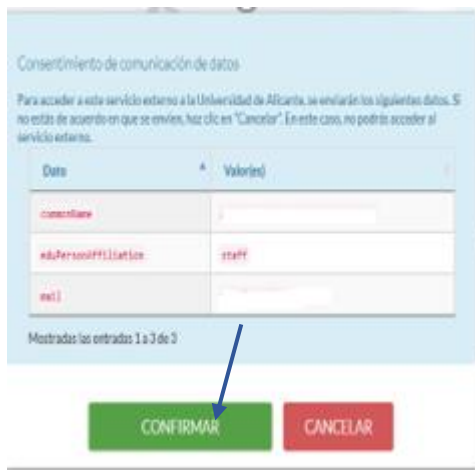 Consentimiento de comunicación de datos
Para acceder a este servicio externo a la Universidad de Alicante, se enviarán los siguientes datos. Si
no estás de acuerdo en que se envíen, haz clic en "Cancelar". En este caso, no podrás acceder al
servicio externo.
Dato Valor(es)
commonName
eduPersonAffiliation staff
mail
Mostradas las entradas 1 a 3 de 3
CONFIRMAR CANCELAR